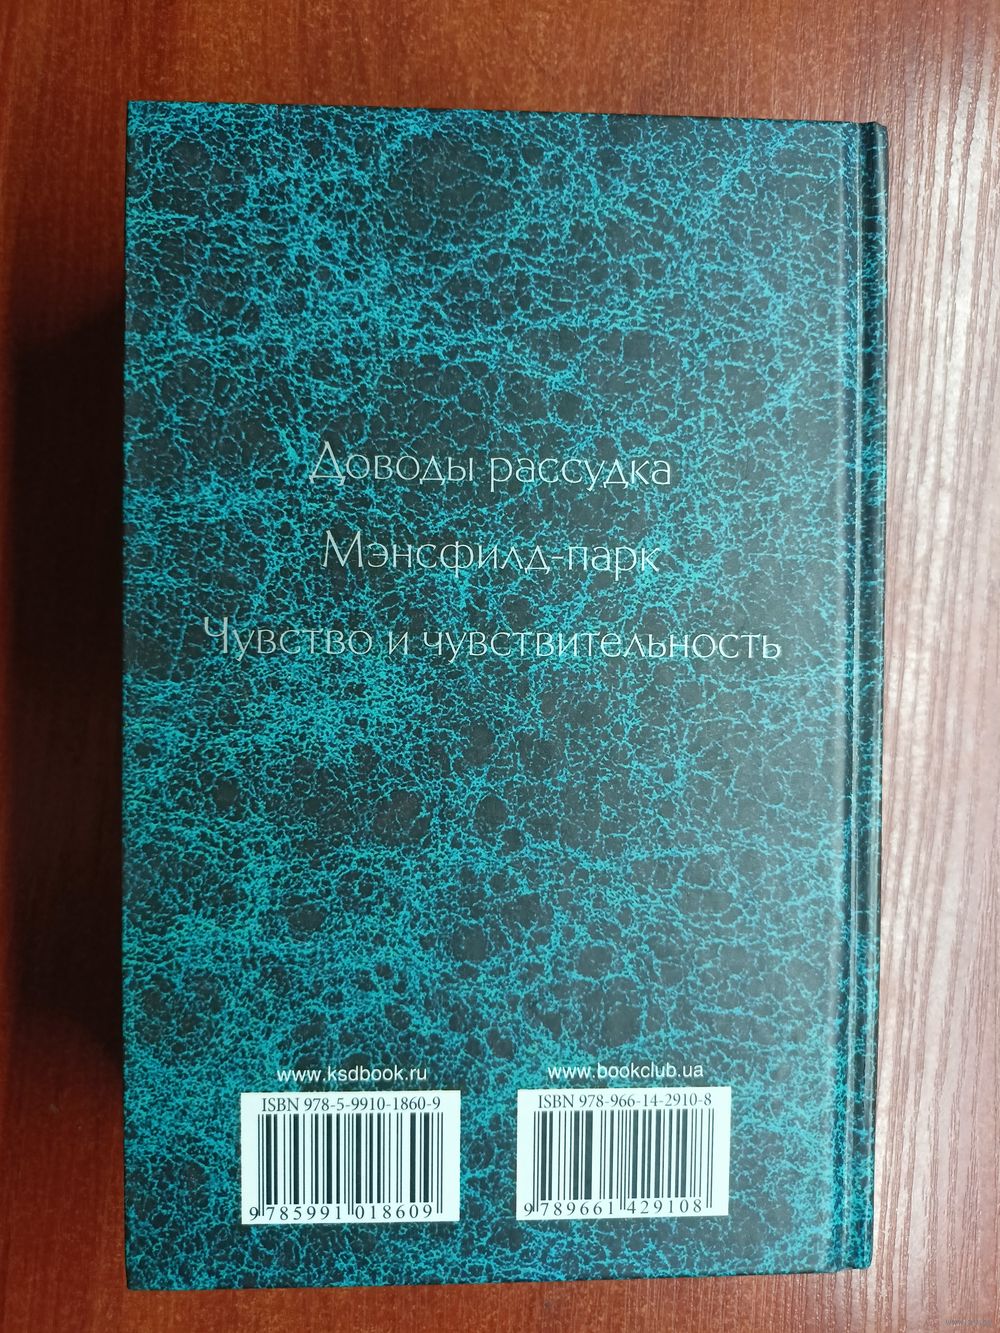 Доводы рассудка
Мэнсфилд-парк
Чувство и чувствительность
www.ksdbook.ru
ISBN 978-5-9910-1860-9
9 785991 018609
www.bookclub.ua
ISBN 978-966-14-2910-8
9 789661 429108